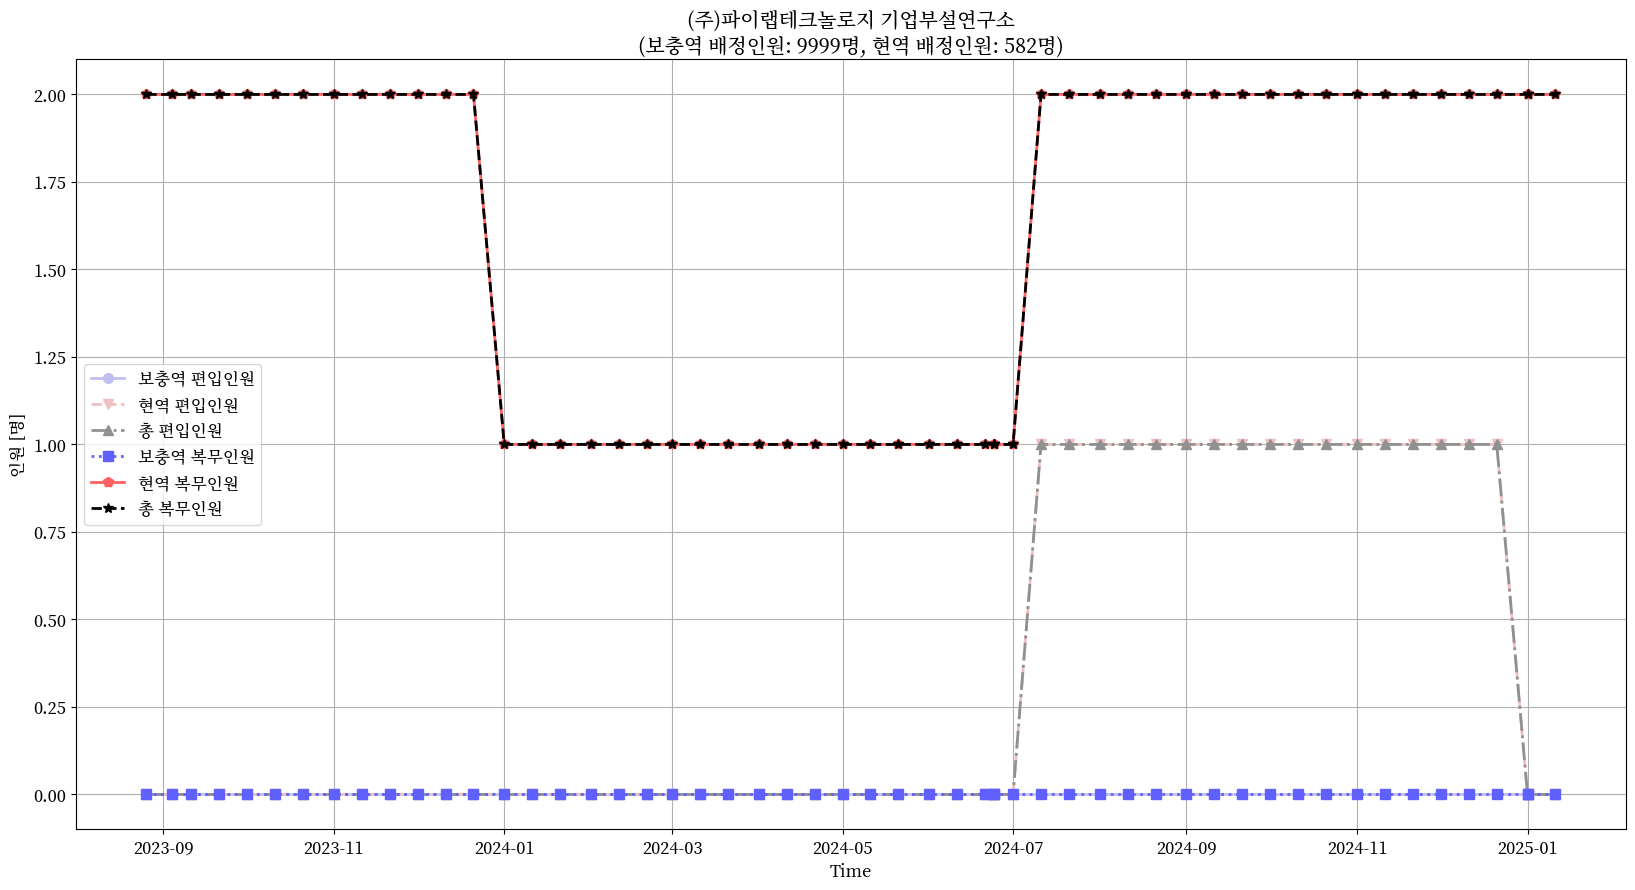 (주)파이랩테크놀로지 기업부설연구소
(보충역 배정인원: 9999명, 현역 배정인원: 582명)
인원 [명]
2.00
1.75
1.50
1.25
1.00
0.75
0.50
0.25
0.00
보충역 편입인원
현역 편입인원
총 편입인원
보충역 복무인원
현역 복무인원
총 복무인원
2023-09 2023-11 2024-01 2024-03 2024-05 2024-07 2024-09 2024-11 2025-01
Time